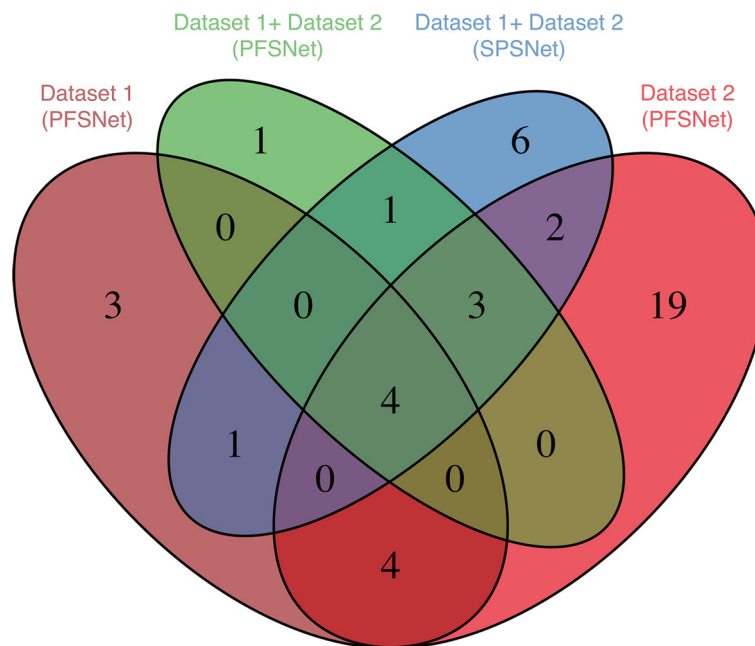 Dataset 1+ Dataset 2
(PFSNet)
Dataset 1+ Dataset 2
(SPSNet)
Dataset 1
(PFSNet)
Dataset 2
(PFSNet)
1
6
0
1
2
3
0
3
19
4
1
0
0
0
4